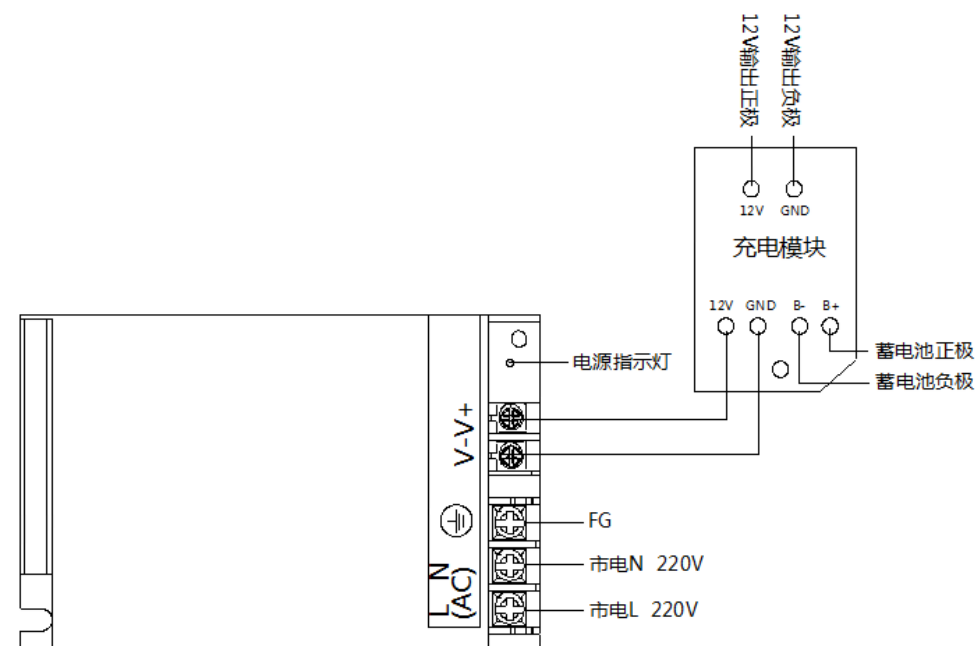 12V输出正极
12V输出负极
12V GND
充电模块
12V GND B- B+
蓄电池正极
蓄电池负极
电源指示灯
V-V+
FG
市电N 220V
市电L 220V
L N
(AC)